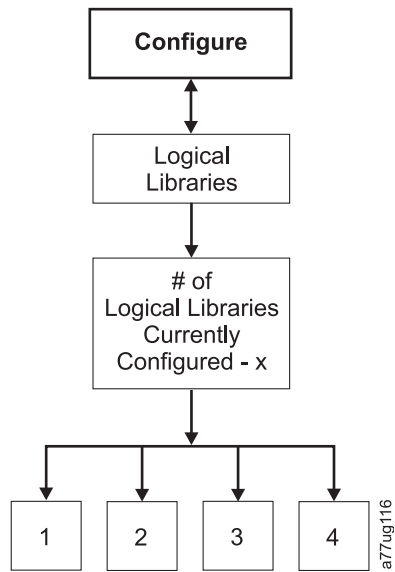 Configure
Logical
Libraries
# of
Logical Libraries
Currently
Configured - x
1
2
3
4
a77ug116